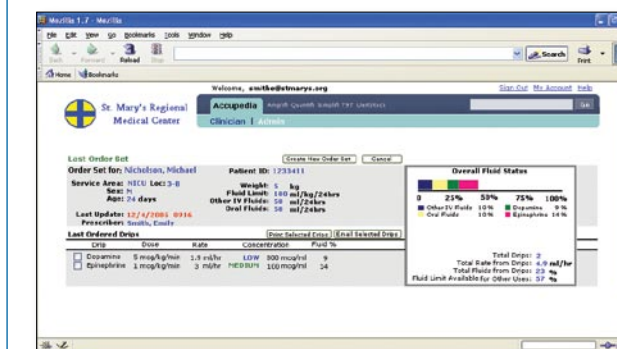 Mozilla 1.7 - Mozilla
File Edit View Go Bookmarks Tools Window Help
Back Forward Reload Stop Search Print
Home Bookmarks
Welcome, smithe@stmarys.org Sign Out My Account Help
St. Mary's Regional Medical Center
Accupedia Go
Clinician | Admin
Last Order Set Create New Order Set Cancel
Order Set for: Nicholson, Michael Patient ID: 1233411
Service Area: NICU Loc: 3-B Weight: 5 kg
Sex: M Fluid Limit: 100 ml/kg/24hrs
Age: 24 days Other IV Fluids: 50 ml/24hrs
Oral Fluids: 50 ml/24hrs
Last Update: 12/4/2005 0916
Prescriber: Smith, Emily
Last Ordered Drips Print Selected Drips Email Selected Drips
Drip Dose Rate Concentration Fluid %
Dopamine 5 mcg/kg/min 1.9 ml/hr LOW 800 mcg/ml 9
Epinephrine 1 mcg/kg/min 3 ml/hr MEDIUM 100 mcg/ml 14
Overall Fluid Status
0 25% 50% 75% 100%
Other IV Fluids 10% Dopamine 9%
Oral Fluids 10% Epinephrine 14%
Total Drips: 2
Total Rate from Drips: 4.9 ml/hr
Total Fluids from Drips: 23 %
Fluid Limit Available for Other Uses: 57 %